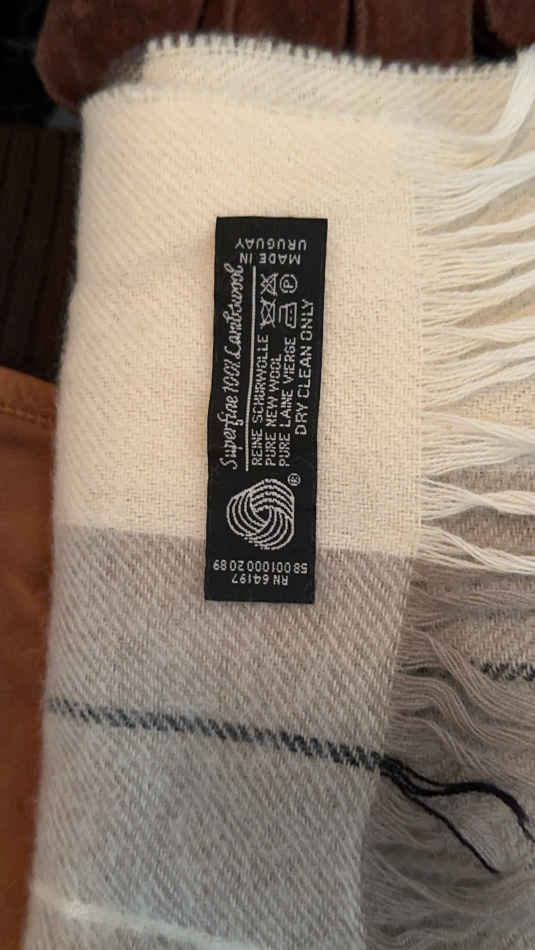 MADE IN
URUGUAY
Superfine 100% Lambswool
REINE SCHURWOLLE
PURE NEW WOOL
PURE LAINE VIERGE
DRY CLEAN ONLY
P
®
RN 64197
58 001000 20 89